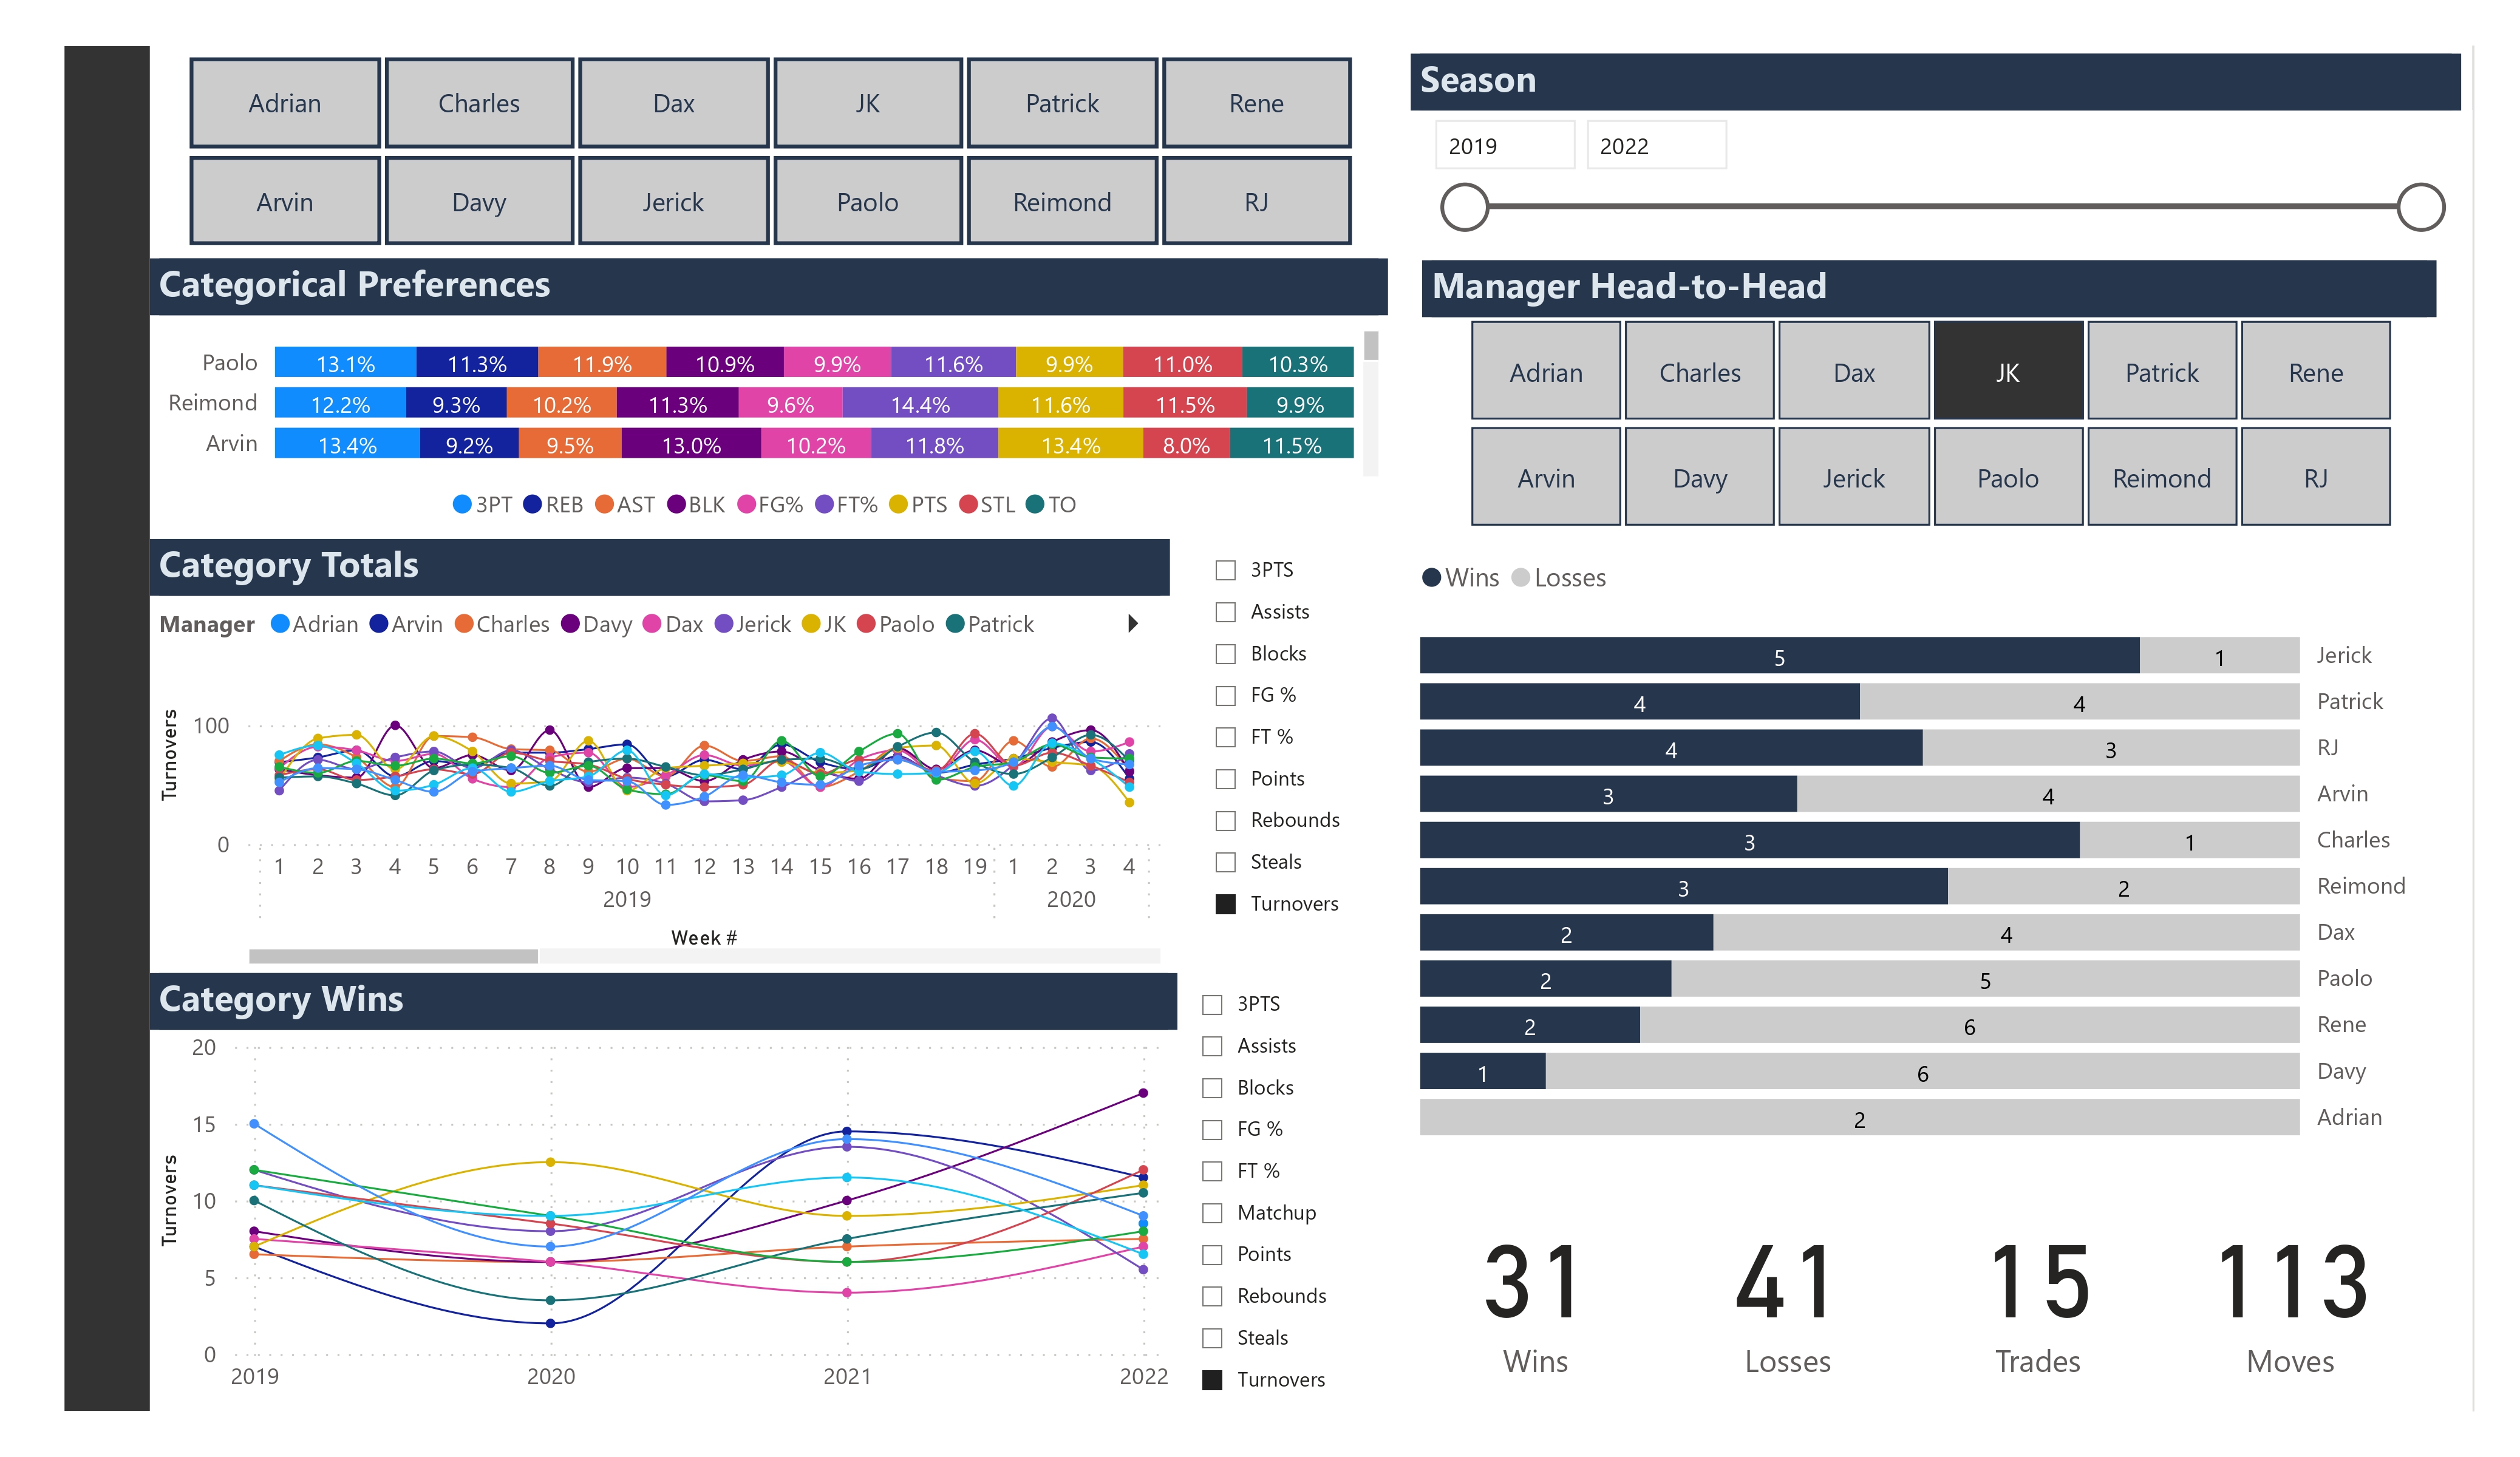 Adrian Charles Dax JK Patrick Rene
Arvin Davy Jerick Paolo Reimond RJ
Categorical Preferences
Paolo 13.1% 11.3% 11.9% 10.9% 9.9% 11.6% 9.9% 11.0% 10.3%
Reimond 12.2% 9.3% 10.2% 11.3% 9.6% 14.4% 11.6% 11.5% 9.9%
Arvin 13.4% 9.2% 9.5% 13.0% 10.2% 11.8% 13.4% 8.0% 11.5%
3PT REB AST BLK FG% FT% PTS STL TO
Category Totals
Manager Adrian Arvin Charles Davy Dax Jerick JK Paolo Patrick
Turnovers
100
0
1 2 3 4 5 6 7 8 9 10 11 12 13 14 15 16 17 18 19 1 2 3 4
2019 2020
Week #
3PTS
Assists
Blocks
FG %
FT %
Points
Rebounds
Steals
Turnovers
Category Wins
Turnovers
20
15
10
5
0
2019 2020 2021 2022
3PTS
Assists
Blocks
FG %
FT %
Matchup
Points
Rebounds
Steals
Turnovers
Season
2019 2022
Manager Head-to-Head
Adrian Charles Dax JK Patrick Rene
Arvin Davy Jerick Paolo Reimond RJ
Wins Losses
5 1 Jerick
4 4 Patrick
4 3 RJ
3 4 Arvin
3 1 Charles
3 2 Reimond
2 4 Dax
2 5 Paolo
2 6 Rene
1 6 Davy
2 Adrian
31 41 15 113
Wins Losses Trades Moves